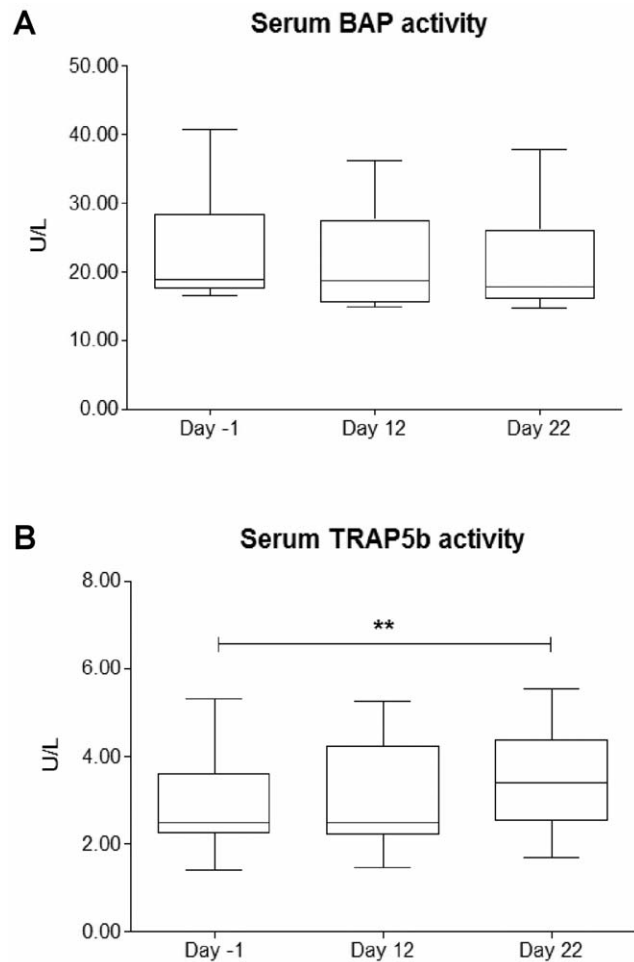 A
Serum BAP activity
50.00
40.00
30.00
20.00
10.00
0.00
U/L
Day -1 Day 12 Day 22
B
Serum TRAP5b activity
8.00
6.00
4.00
2.00
0.00
U/L
**
Day -1 Day 12 Day 22